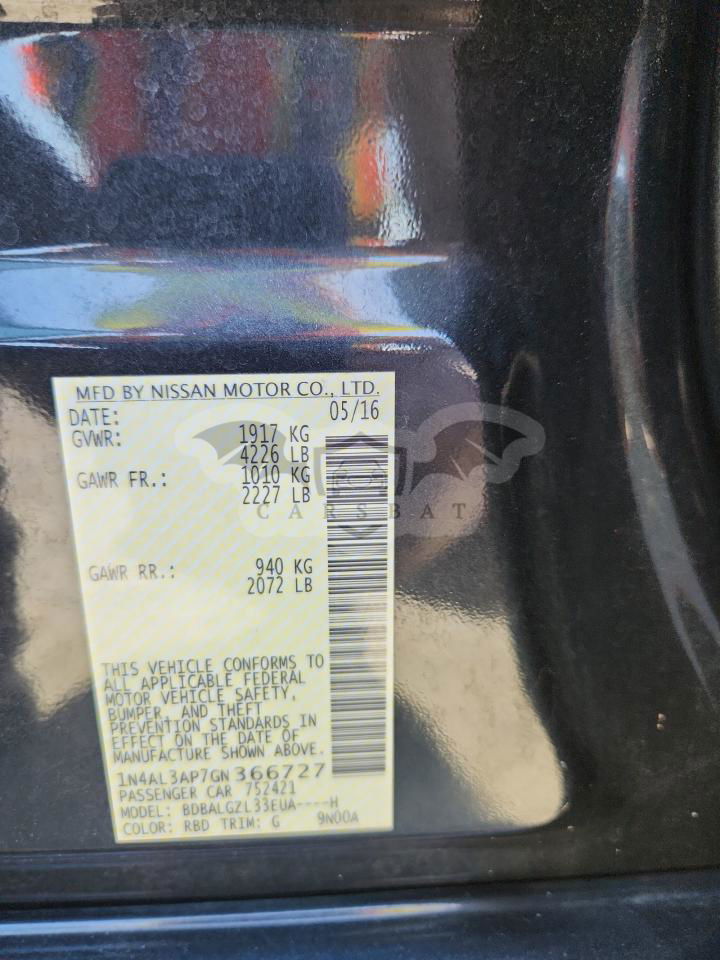 MFD BY NISSAN MOTOR CO., LTD.
DATE: 05/16
GVWR: 1917 KG
4226 LB
GAWR FR.: 1010 KG
2227 LB
CARSBAT
GAWR RR.: 940 KG
2072 LB
THIS VEHICLE CONFORMS TO
ALL APPLICABLE FEDERAL
MOTOR VEHICLE SAFETY,
BUMPER, AND THEFT
PREVENTION STANDARDS IN
EFFECT ON THE DATE OF
MANUFACTURE SHOWN ABOVE.
1N4AL3AP7GN366727
PASSENGER CAR 752421
MODEL: BDBALGZL33EUA----H
COLOR: RBD TRIM: G 9N00A